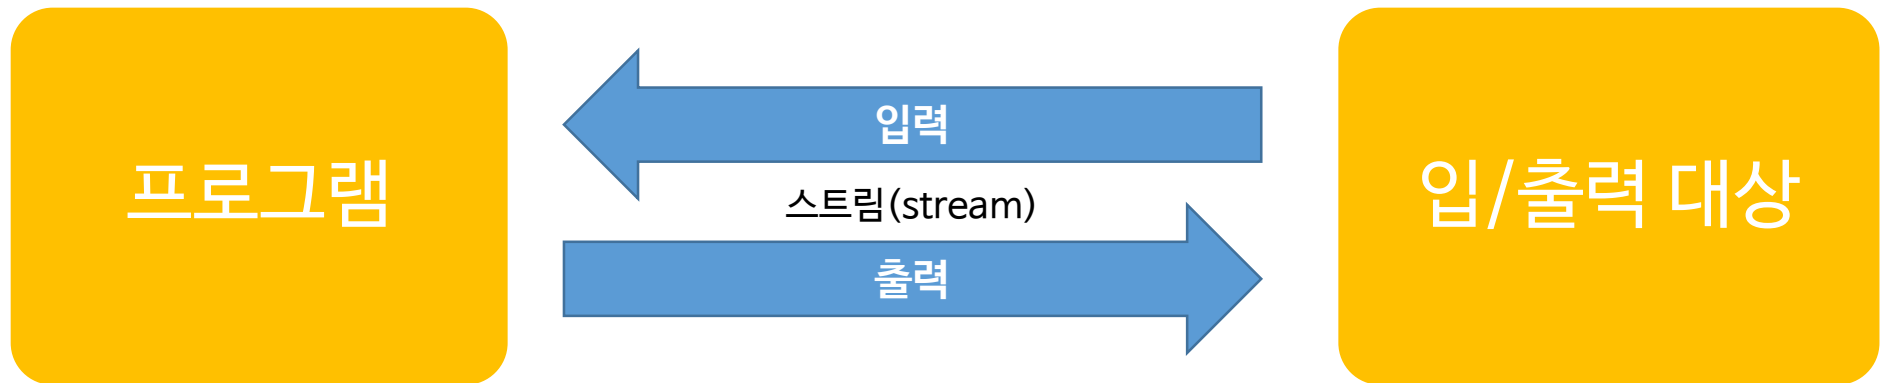 프로그램
입력
스트림(stream)
출력
입/출력 대상